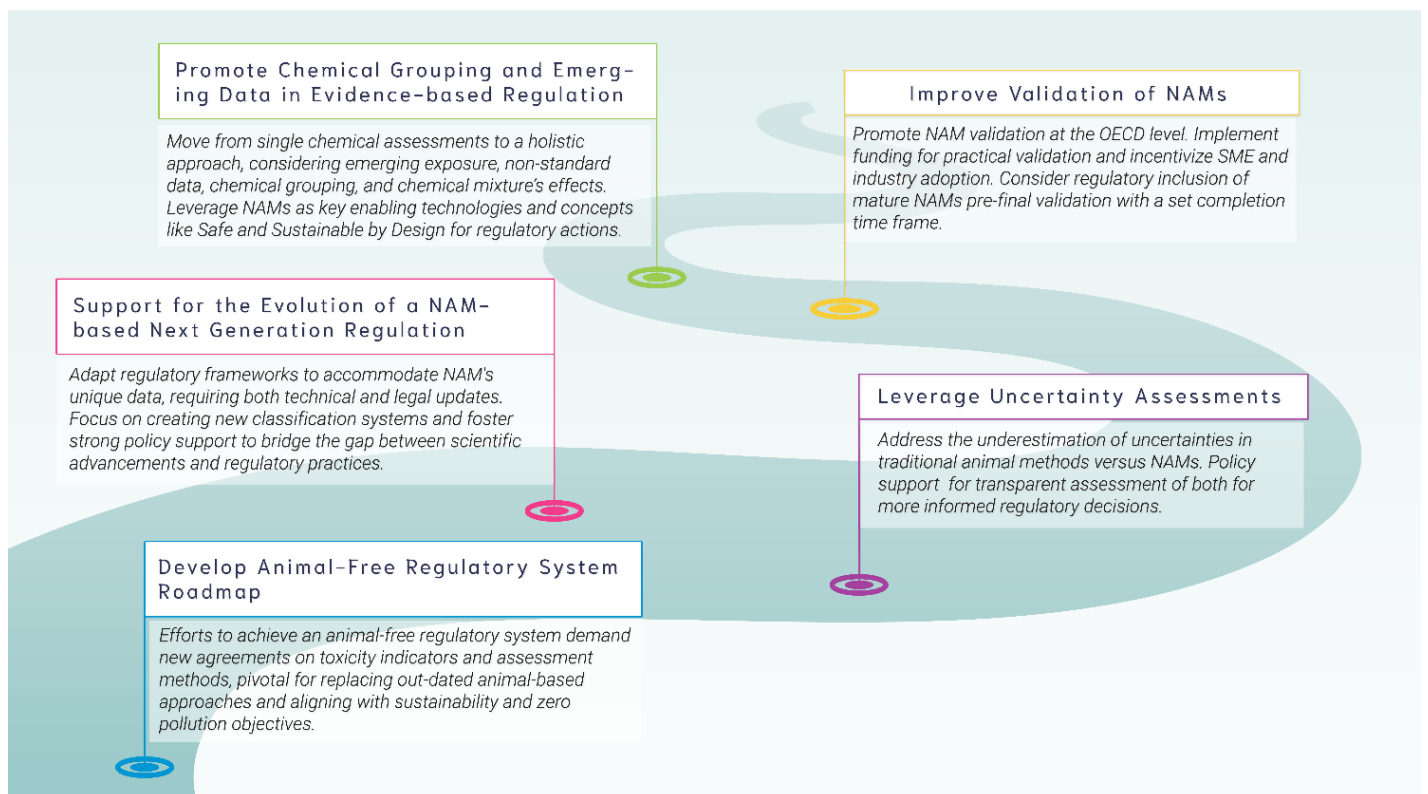 Promote Chemical Grouping and Emerg-
ing Data in Evidence-based Regulation
Move from single chemical assessments to a holistic
approach, considering emerging exposure, non-standard
data, chemical grouping, and chemical mixture's effects.
Leverage NAMs as key enabling technologies and concepts
like Safe and Sustainable by Design for regulatory actions.
Improve Validation of NAMs
Promote NAM validation at the OECD level. Implement
funding for practical validation and incentivize SME and
industry adoption. Consider regulatory inclusion of
mature NAMs pre-final validation with a set completion
time frame.
Support for the Evolution of a NAM-
based Next Generation Regulation
Adapt regulatory frameworks to accommodate NAM's
unique data, requiring both technical and legal updates.
Focus on creating new classification systems and foster
strong policy support to bridge the gap between scientific
advancements and regulatory practices.
Leverage Uncertainty Assessments
Address the underestimation of uncertainties in
traditional animal methods versus NAMs. Policy
support for transparent assessment of both for
more informed regulatory decisions.
Develop Animal-Free Regulatory System
Roadmap
Efforts to achieve an animal-free regulatory system demand
new agreements on toxicity indicators and assessment
methods, pivotal for replacing out-dated animal-based
approaches and aligning with sustainability and zero
pollution objectives.